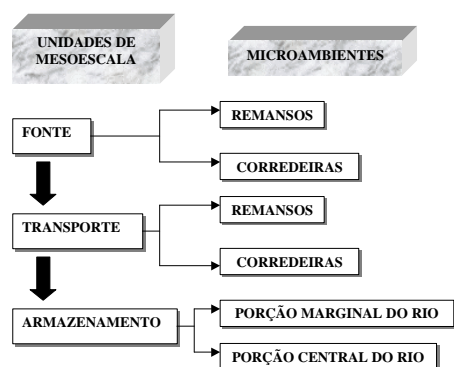 UNIDADES DE
MESOESCALA
MICROAMBIENTES
FONTE
REMANSOS
CORREDEIRAS
TRANSPORTE
REMANSOS
CORREDEIRAS
ARMAZENAMENTO
PORÇÃO MARGINAL DO RIO
PORÇÃO CENTRAL DO RIO